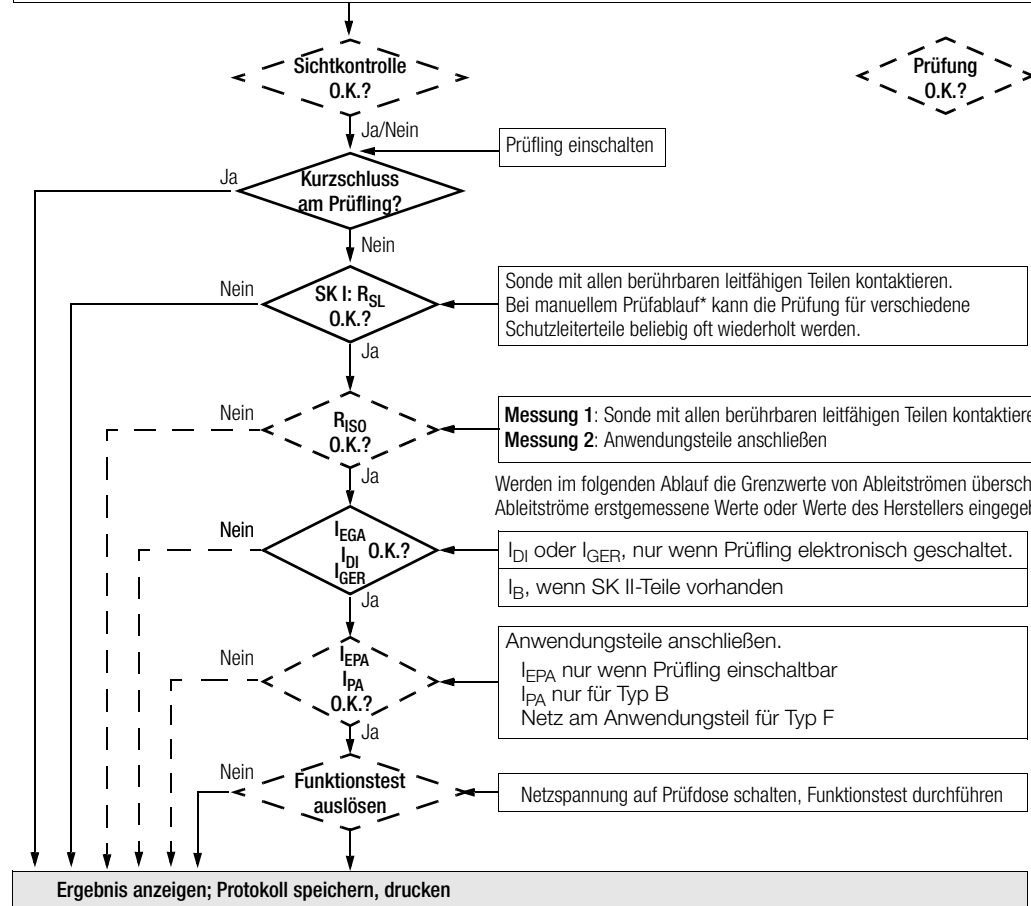 Sichtkontrolle
O.K.?
Prüfung
O.K.?
Ja/Nein
Prüfling einschalten
Ja
Kurzschluss
am Prüfling?
Nein
Nein
SK I: RSL
O.K.?
Sonde mit allen berührbaren leitfähigen Teilen kontaktieren.
Bei manuellem Prüfablauf* kann die Prüfung für verschiedene
Schutzleiterteile beliebig oft wiederholt werden.
Ja
Nein
RISO
O.K.?
Messung 1: Sonde mit allen berührbaren leitfähigen Teilen kontaktiere
Messung 2: Anwendungsteile anschließen
Ja
Werden im folgenden Ablauf die Grenzwerte von Ableitströmen übersch
Ableitströme erstgemessene Werte oder Werte des Herstellers eingegeb
Nein
IEGA
IDI O.K.?
IGER
IDI oder IGER, nur wenn Prüfling elektronisch geschaltet.
IB, wenn SK II-Teile vorhanden
Ja
Nein
IEPA
IPA
O.K.?
Anwendungsteile anschließen.
IEPA nur wenn Prüfling einschaltbar
IPA nur für Typ B
Netz am Anwendungsteil für Typ F
Ja
Nein
Funktionstest
auslösen
Netzspannung auf Prüfdose schalten, Funktionstest durchführen
Ergebnis anzeigen; Protokoll speichern, drucken